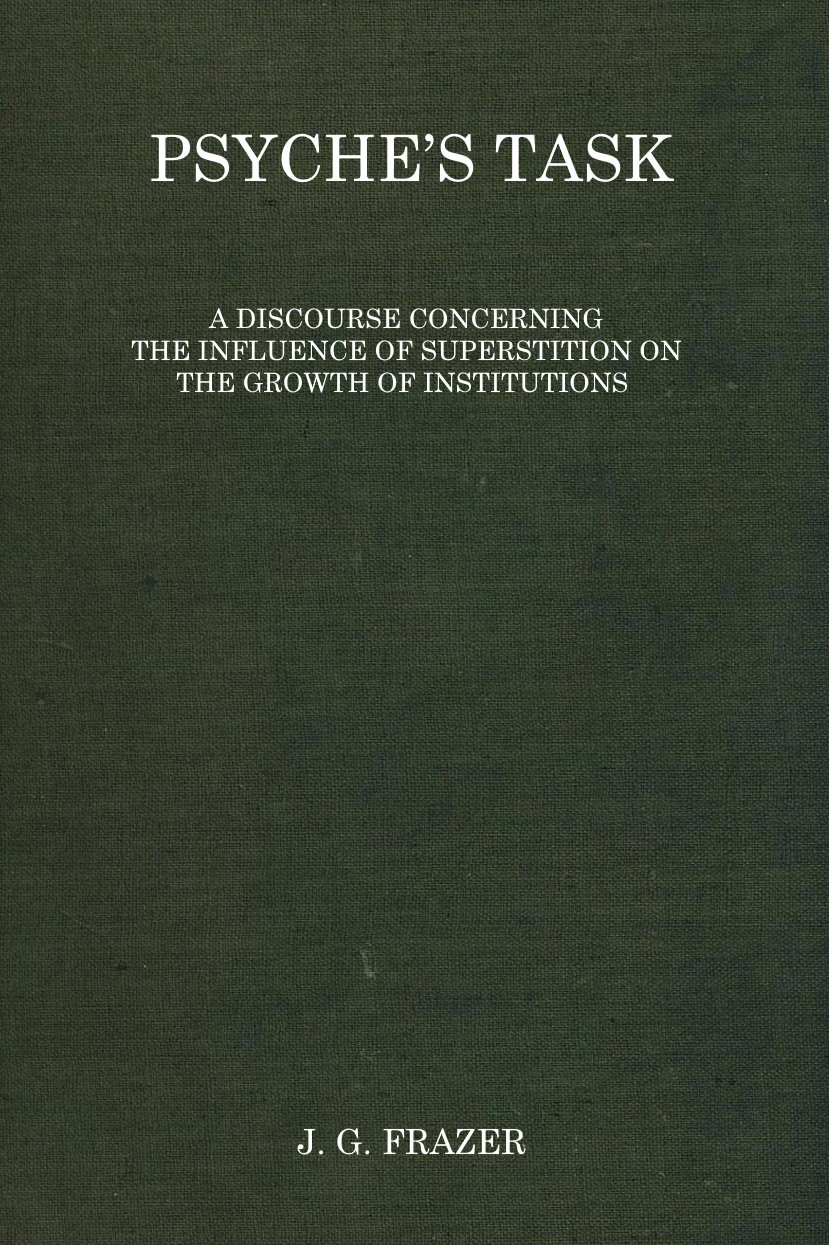 PSYCHE’S TASK
A DISCOURSE CONCERNING
THE INFLUENCE OF SUPERSTITION ON
THE GROWTH OF INSTITUTIONS
J. G. FRAZER